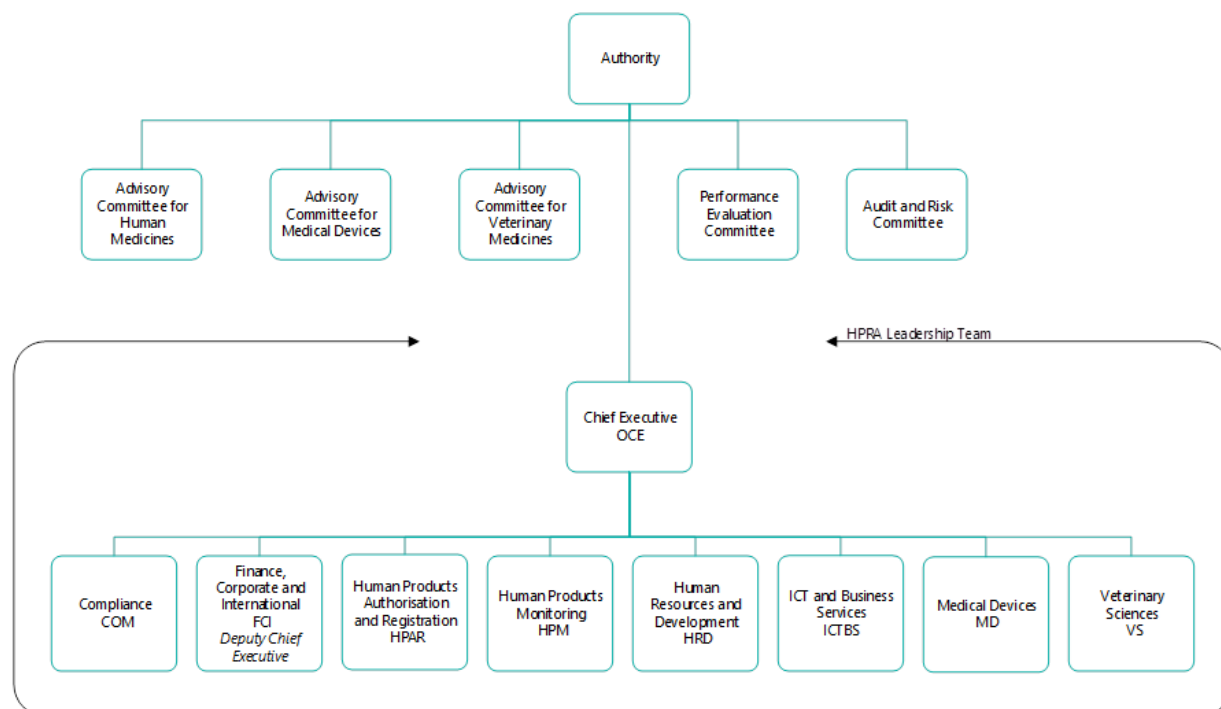 Authority
Advisory
Committee for
Human
Medicines
Advisory
Committee for
Medical Devices
Advisory
Committee for
Veterinary
Medicines
Performance
Evaluation
Committee
Audit and Risk
Committee
HPRA Leadership Team
Chief Executive
OCE
Compliance
COM
Finance,
Corporate and
International
FCI
Deputy Chief
Executive
Human Products
Authorisation
and Registration
HPAR
Human Products
Monitoring
HPM
Human
Resources and
Development
HRD
ICT and Business
Services
ICTBS
Medical Devices
MD
Veterinary
Sciences
VS